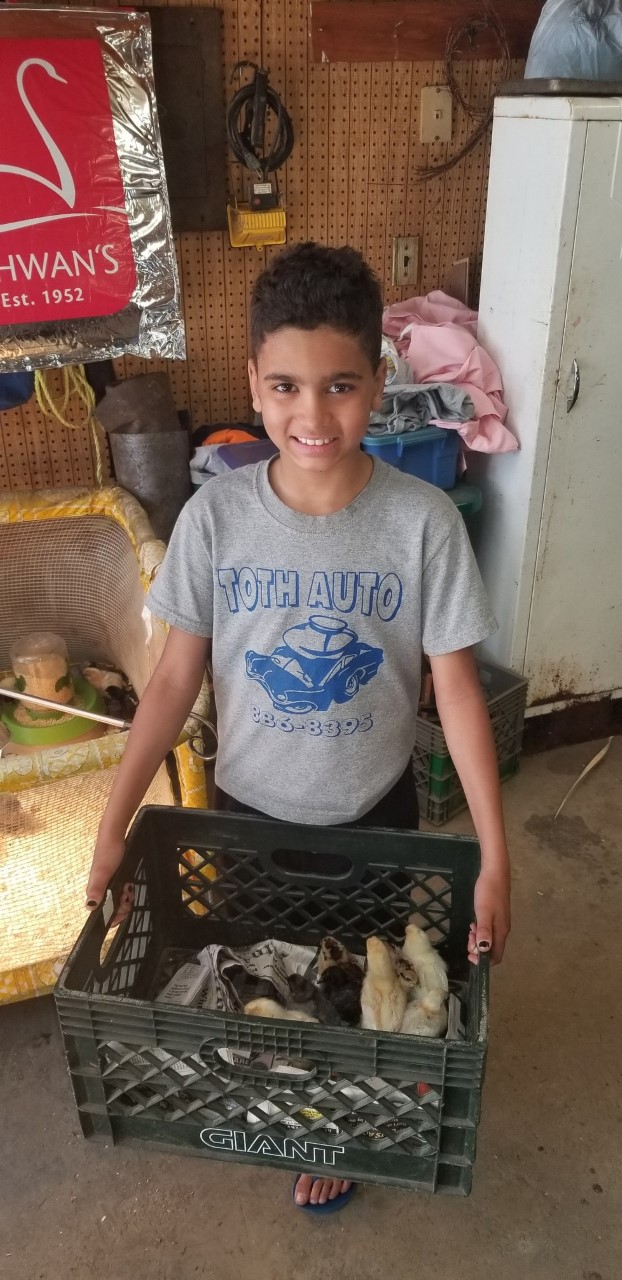 HWAN'S
Est. 1952
TOTH AUTO
886-8395
GIANT